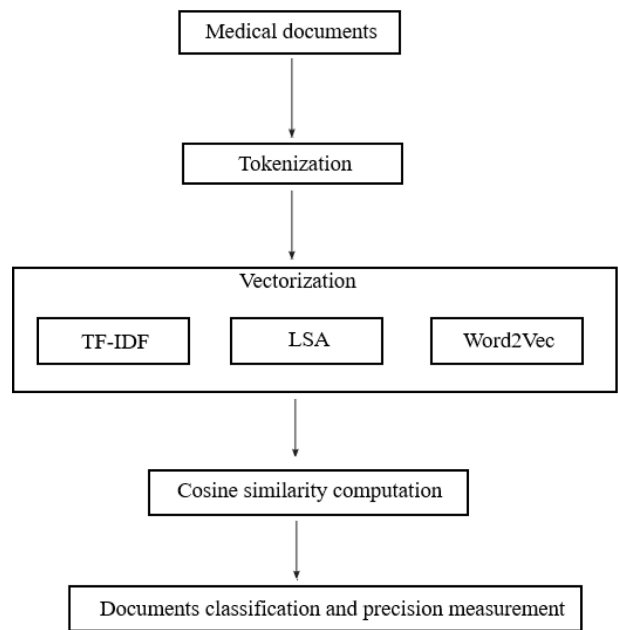 Medical documents
Tokenization
Vectorization
TF-IDF
LSA
Word2Vec
Cosine similarity computation
Documents classification and precision measurement